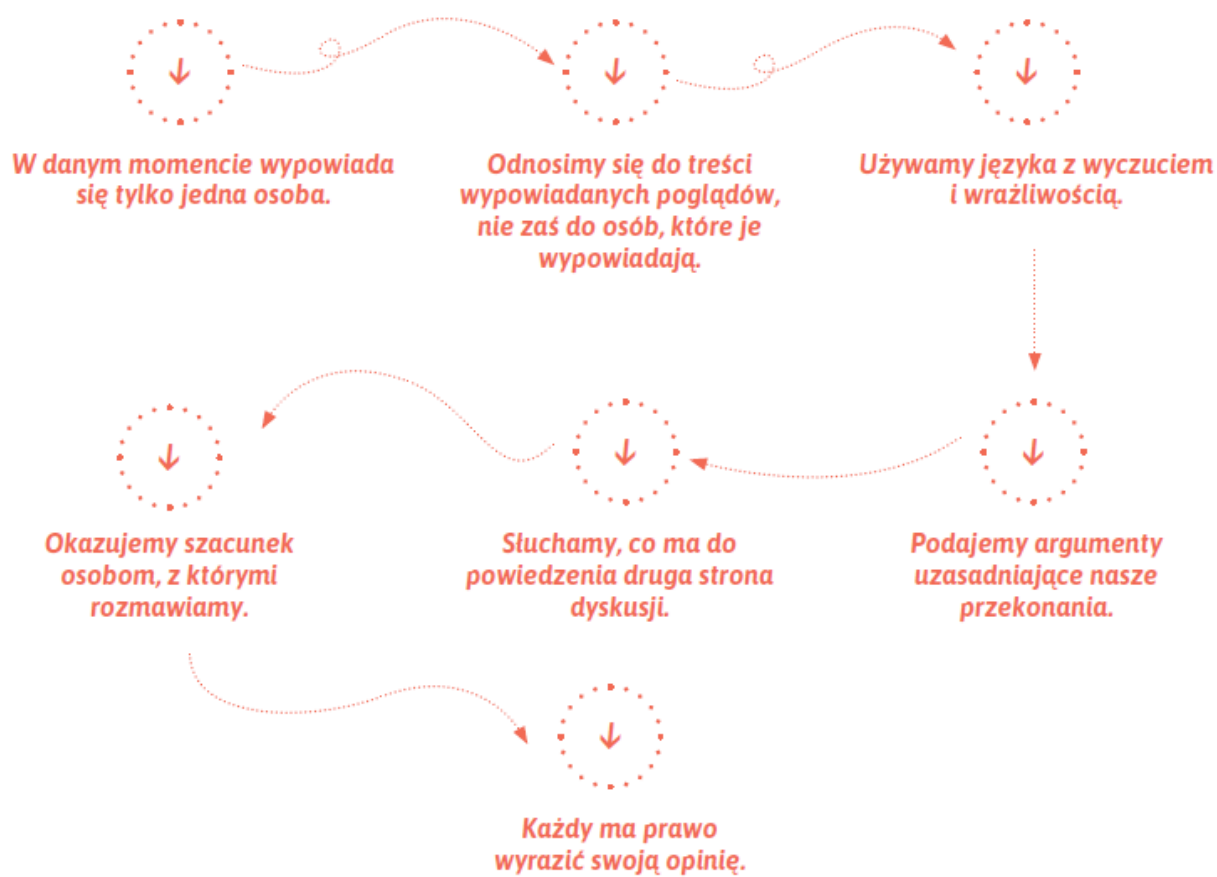 W danym momencie wypowiada
się tylko jedna osoba.
Odnosimy się do treści
wypowiadanych poglądów,
nie zaś do osób, które je
wypowiadają.
Używamy języka z wyczuciem
i wrażliwością.
Podajemy argumenty
uzasadniające nasze
przekonania.
Słuchamy, co ma do
powiedzenia druga strona
dyskusji.
Okazujemy szacunek
osobom, z którymi
rozmawiamy.
Każdy ma prawo
wyrazić swoją opinię.